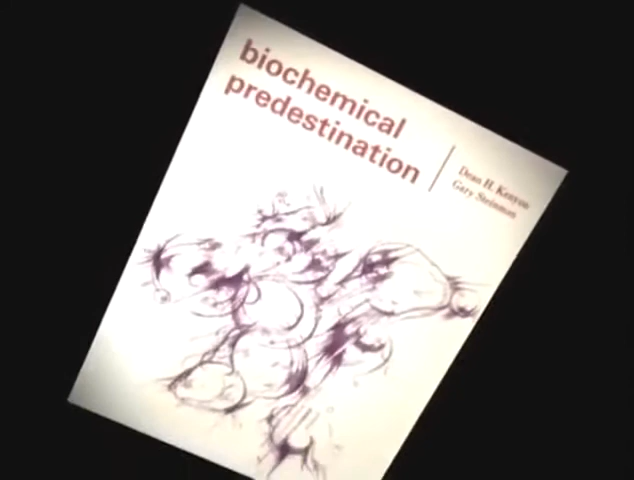 biochemical
predestination
Dean H. Kenyon
Gary Steinman